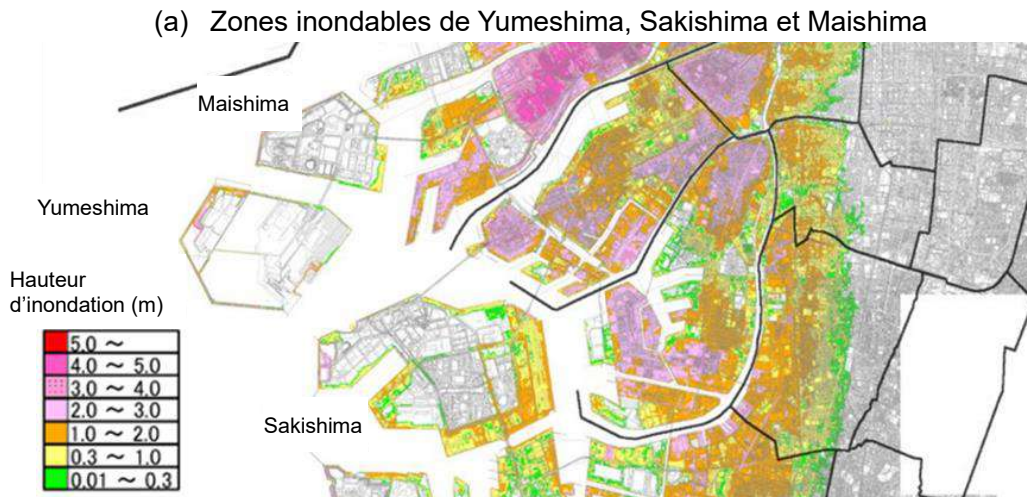 (a) Zones inondables de Yumeshima, Sakishima et Maishima
Maishima
Yumeshima
Hauteur
d'inondation (m)
5.0 ～
4.0 ～ 5.0
3.0 ～ 4.0
2.0 ～ 3.0
1.0 ～ 2.0
0.3 ～ 1.0
0.01 ～ 0.3
Sakishima